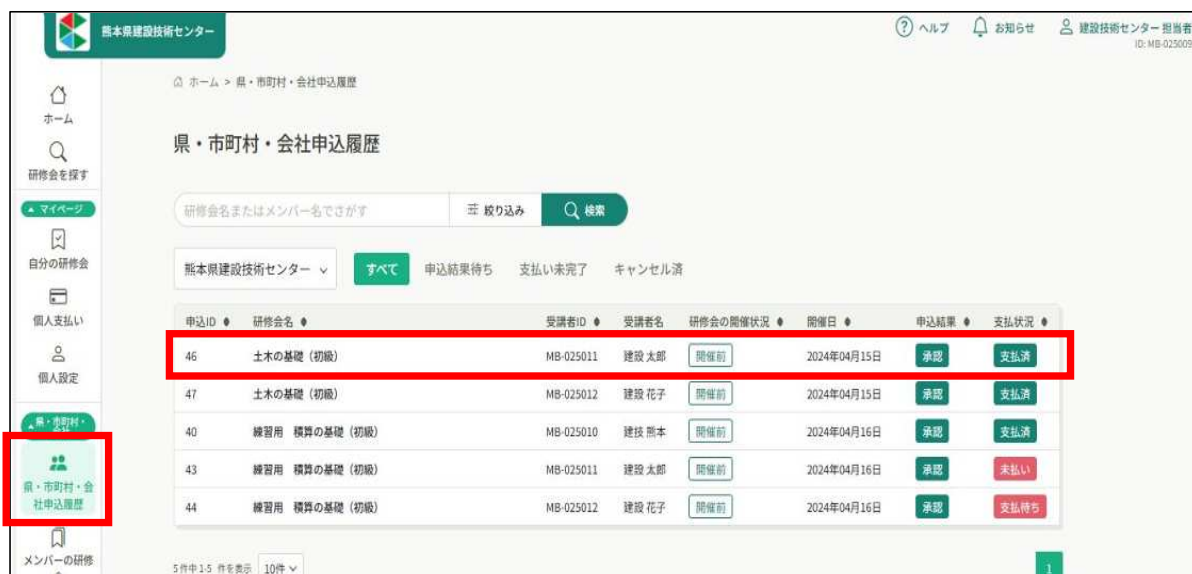 熊本県建設技術センター
ヘルプ お知らせ 建設技術センター 担当者
ID: MB-025009
ホーム > 県・市町村・会社申込履歴
ホーム
県・市町村・会社申込履歴
研修会を探す
研修会名またはメンバー名でさがす 絞り込み 検索
マイページ
自分の研修会
熊本県建設技術センター すべて 申込結果待ち 支払い未完了 キャンセル済
個人支払い
個人設定
申込ID 研修会名 受講者ID 受講者名 研修会の開催状況 開催日 申込結果 支払状況
46 土木の基礎（初級） MB-025011 建設 太郎 開催前 2024年04月15日 承認 支払済
47 土木の基礎（初級） MB-025012 建設 花子 開催前 2024年04月15日 承認 支払済
40 練習用 積算の基礎（初級） MB-025010 建技 熊本 開催前 2024年04月16日 承認 支払済
43 練習用 積算の基礎（初級） MB-025011 建設 太郎 開催前 2024年04月16日 承認 未払い
44 練習用 積算の基礎（初級） MB-025012 建設 花子 開催前 2024年04月16日 承認 支払待ち
県・市町村・
県・市町村・会
社申込履歴
メンバーの研修
5件中1-5 件を表示 10件 1